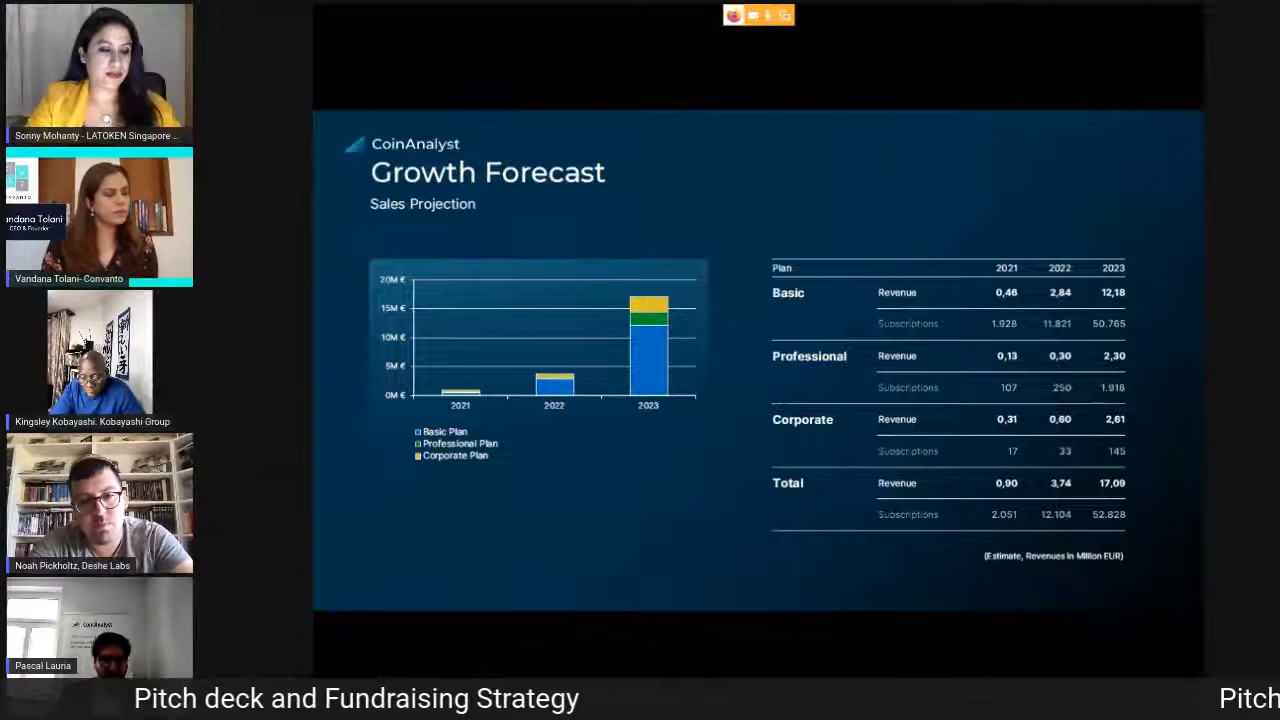 Sonny Mohanty - LATOKEN Singapore ...
andana Tolani
CEO & Founder
Vandana Tolani- Convanto
Kingsley Kobayashi. Kobayashi Group
Noah Pickholtz, Deshe Labs
CoinAnalyst
Pascal Lauria
CoinAnalyst
Growth Forecast
Sales Projection
20M €
15M €
10M €
5M €
0M €
2021 2022 2023
Basic Plan
Professional Plan
Corporate Plan
Plan 2021 2022 2023
Basic Revenue 0,46 2,84 12,18
Subscriptions 1.928 11.821 50.765
Professional Revenue 0,13 0,30 2,30
Subscriptions 107 250 1.918
Corporate Revenue 0,31 0,60 2,61
Subscriptions 17 33 145
Total Revenue 0,90 3,74 17,09
Subscriptions 2.051 12.104 52.828
(Estimate, Revenues in Million EUR)
Pitch deck and Fundraising Strategy
Pitch